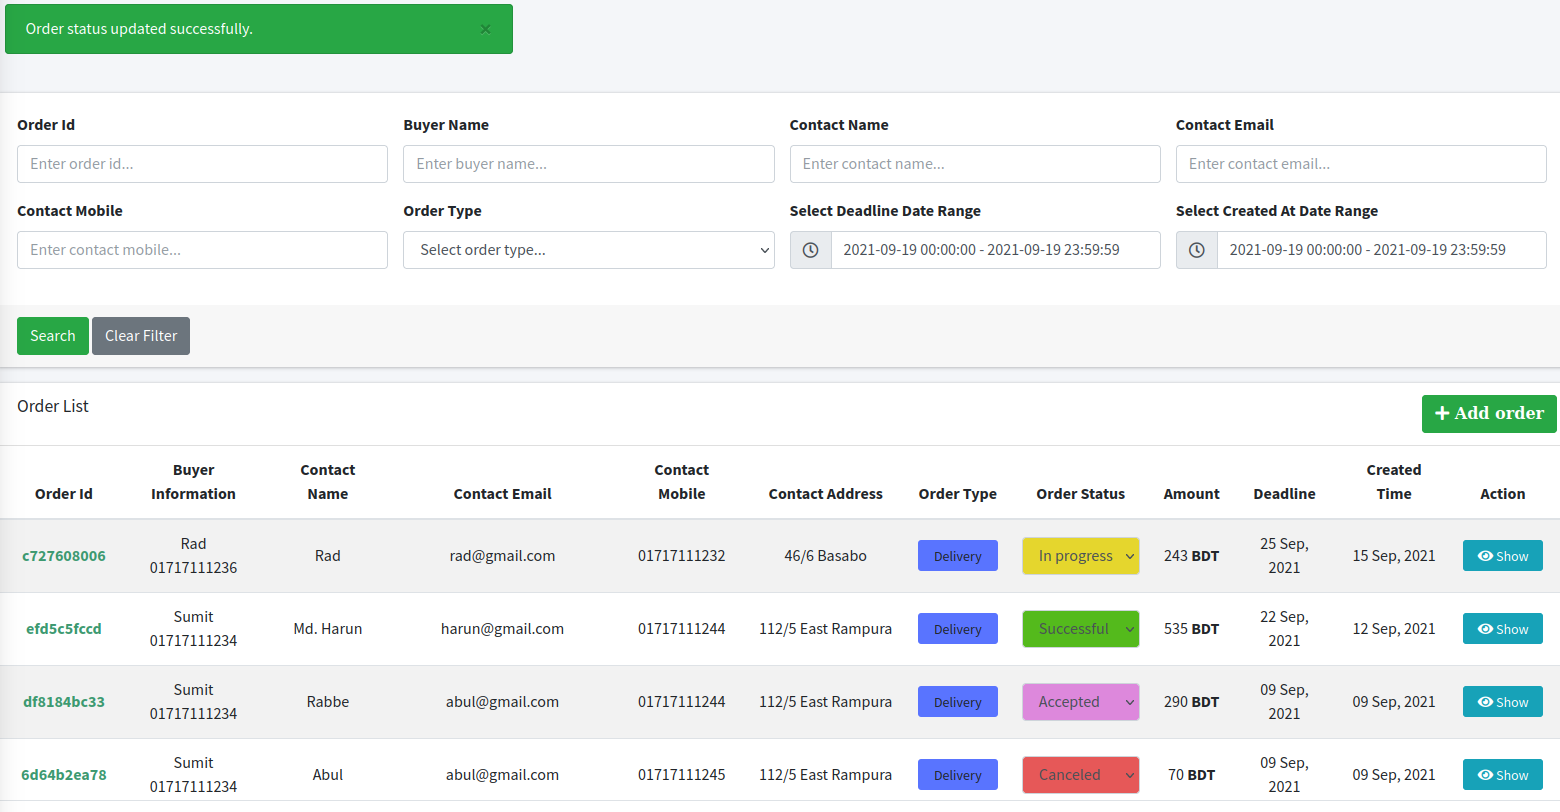 Order status updated successfully. ×
Order Id Buyer Name Contact Name Contact Email
Enter order id... Enter buyer name... Enter contact name... Enter contact email...
Contact Mobile Order Type Select Deadline Date Range Select Created At Date Range
Enter contact mobile... Select order type... 2021-09-19 00:00:00 - 2021-09-19 23:59:59 2021-09-19 00:00:00 - 2021-09-19 23:59:59
Search Clear Filter
Order List
+ Add order
Buyer Contact Contact Created
Order Id Information Name Contact Email Mobile Contact Address Order Type Order Status Amount Deadline Time Action
Rad 25 Sep,
c727608006 Rad rad@gmail.com 01717111232 46/6 Basabo Delivery In progress 243 BDT 15 Sep, 2021 Show
01717111236 2021
Sumit 22 Sep,
efd5c5fccd Md. Harun harun@gmail.com 01717111244 112/5 East Rampura Delivery Successful 535 BDT 12 Sep, 2021 Show
01717111234 2021
Sumit 09 Sep,
df8184bc33 Rabbe abul@gmail.com 01717111244 112/5 East Rampura Delivery Accepted 290 BDT 09 Sep, 2021 Show
01717111234 2021
Sumit 09 Sep,
6d64b2ea78 Abul abul@gmail.com 01717111245 112/5 East Rampura Delivery Canceled 70 BDT 09 Sep, 2021 Show
01717111234 2021